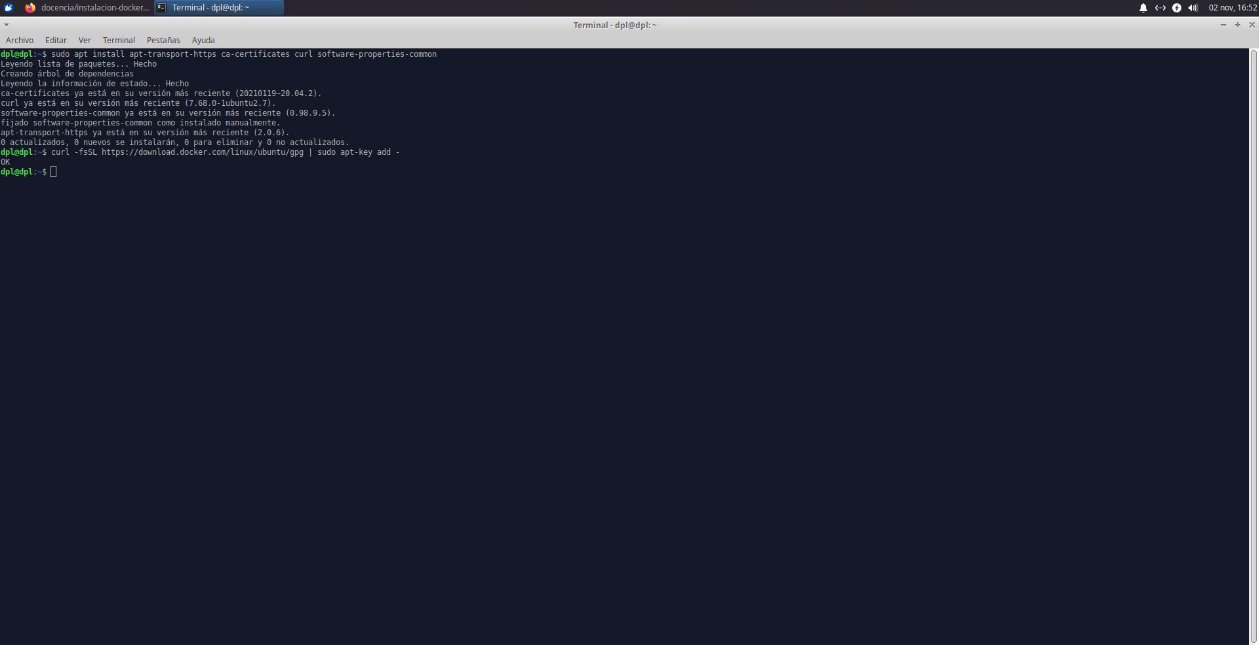 docencia/instalacion-docker... Terminal - dpl@dpl: ~ 02 nov, 16:52
Terminal - dpl@dpl: ~
Archivo Editar Ver Terminal Pestañas Ayuda
dpl@dpl:~$ sudo apt install apt-transport-https ca-certificates curl software-properties-common
Leyendo lista de paquetes... Hecho
Creando árbol de dependencias
Leyendo la información de estado... Hecho
ca-certificates ya está en su versión más reciente (20210119~20.04.2).
curl ya está en su versión más reciente (7.68.0-1ubuntu2.7).
software-properties-common ya está en su versión más reciente (0.98.9.5).
fijado software-properties-common como instalado manualmente.
apt-transport-https ya está en su versión más reciente (2.0.6).
0 actualizados, 0 nuevos se instalarán, 0 para eliminar y 0 no actualizados.
dpl@dpl:~$ curl -fsSL https://download.docker.com/linux/ubuntu/gpg | sudo apt-key add -
OK
dpl@dpl:~$